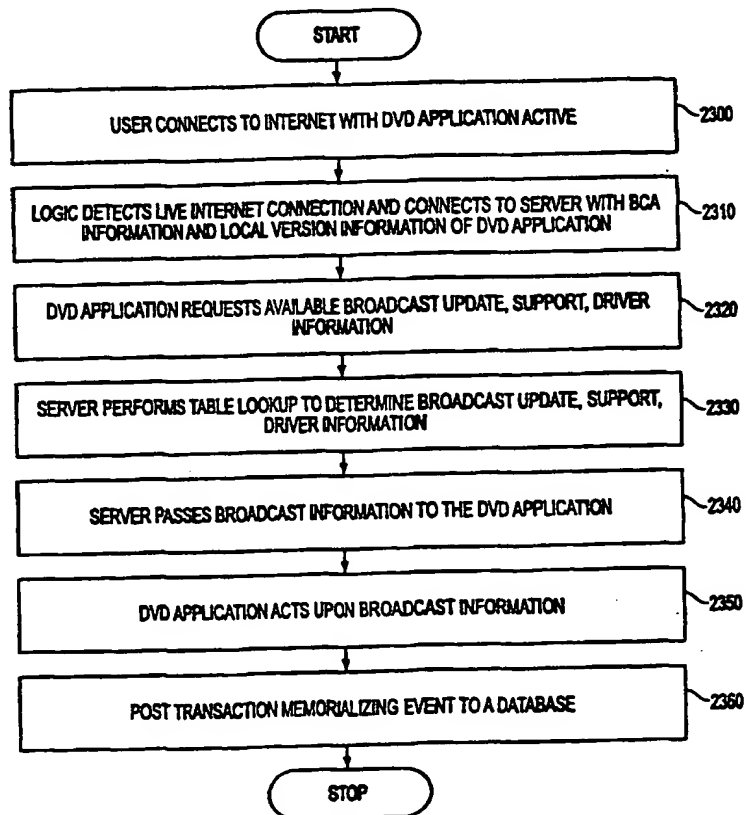 START
USER CONNECTS TO INTERNET WITH DVD APPLICATION ACTIVE
2300
LOGIC DETECTS LIVE INTERNET CONNECTION AND CONNECTS TO SERVER WITH BCA
INFORMATION AND LOCAL VERSION INFORMATION OF DVD APPLICATION
2310
DVD APPLICATION REQUESTS AVAILABLE BROADCAST UPDATE, SUPPORT, DRIVER
INFORMATION
2320
SERVER PERFORMS TABLE LOOKUP TO DETERMINE BROADCAST UPDATE, SUPPORT,
DRIVER INFORMATION
2330
SERVER PASSES BROADCAST INFORMATION TO THE DVD APPLICATION
2340
DVD APPLICATION ACTS UPON BROADCAST INFORMATION
2350
POST TRANSACTION MEMORIALIZING EVENT TO A DATABASE
2360
STOP